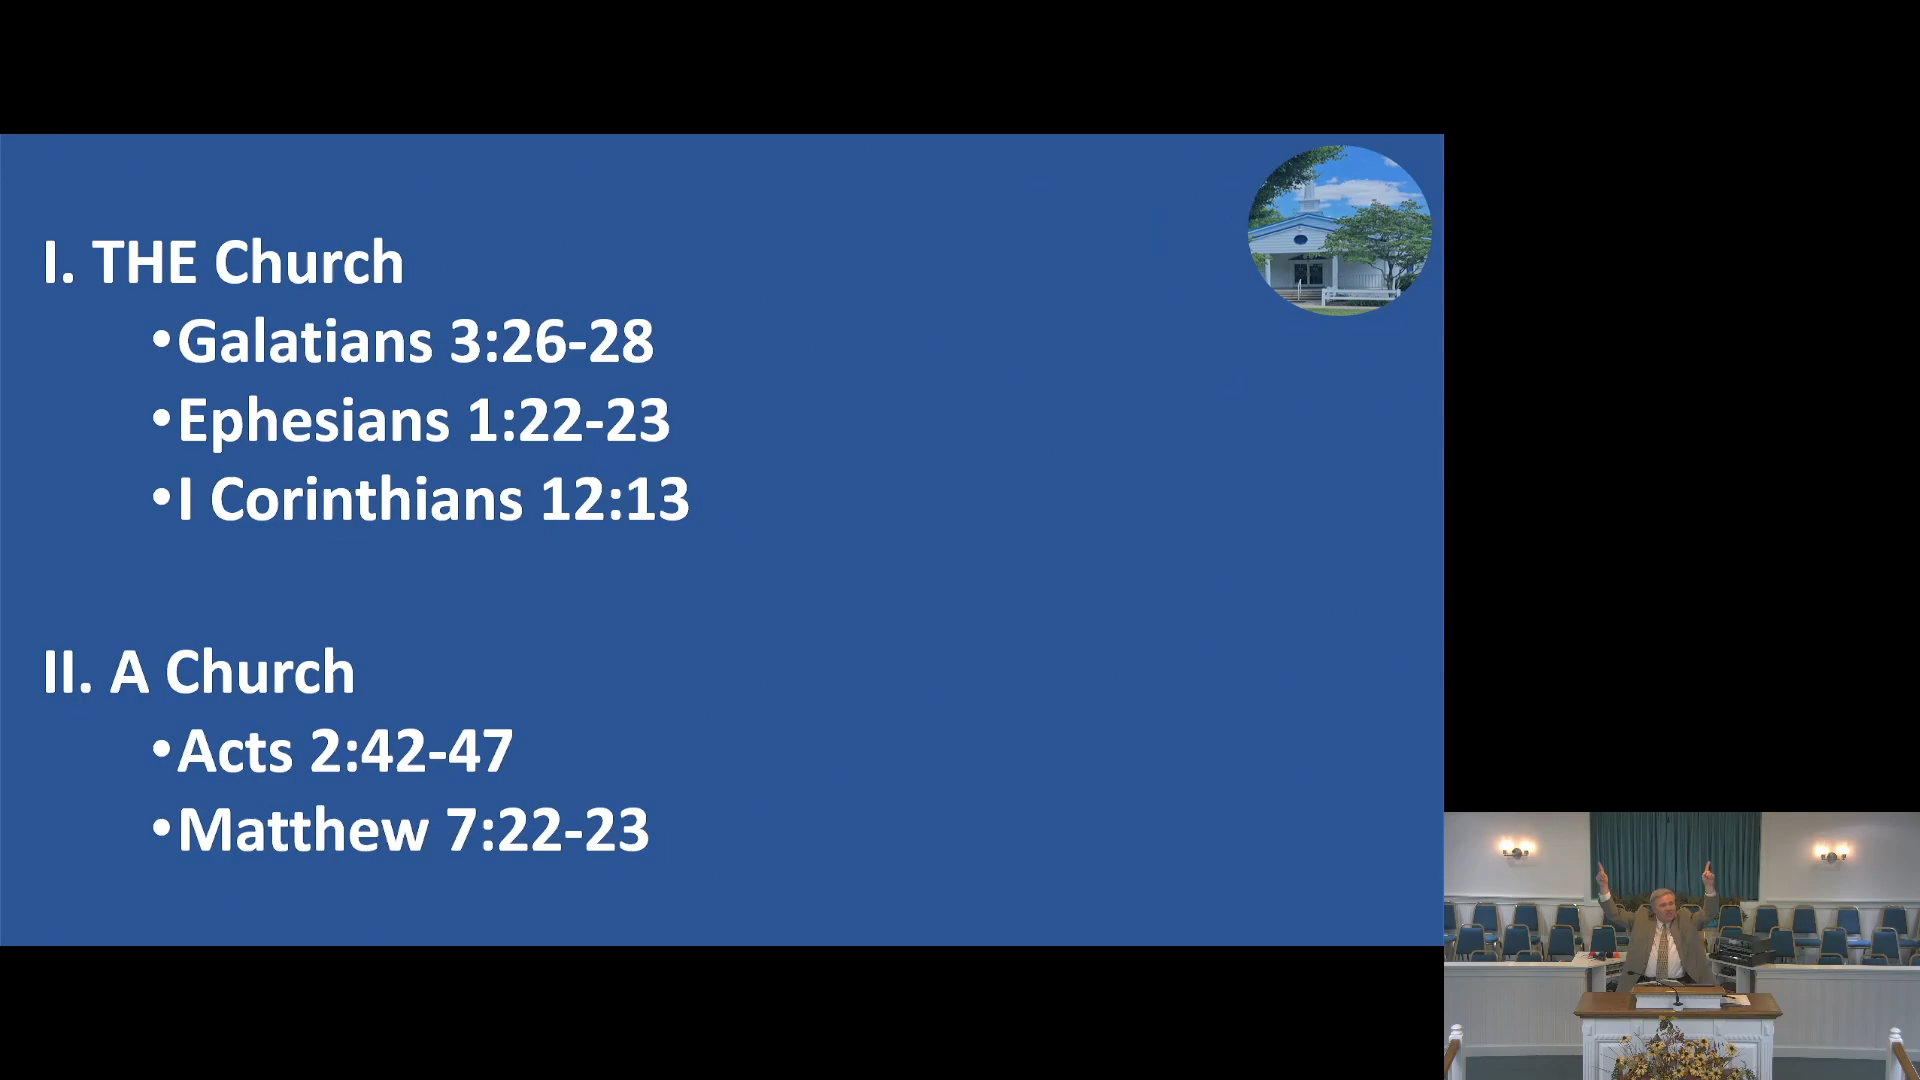 I. THE Church
•Galatians 3:26-28
•Ephesians 1:22-23
•I Corinthians 12:13
II. A Church
•Acts 2:42-47
•Matthew 7:22-23